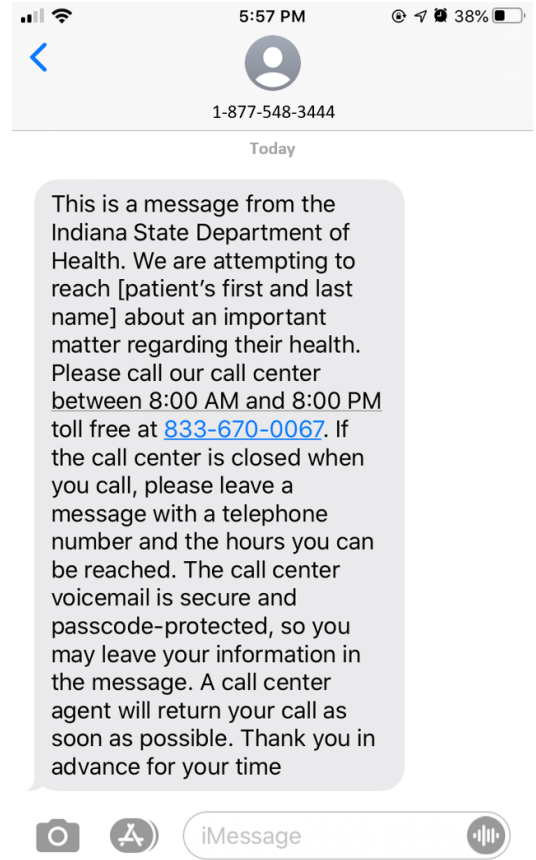 5:57 PM
38%
1-877-548-3444
Today
This is a message from the
Indiana State Department of
Health. We are attempting to
reach [patient’s first and last
name] about an important
matter regarding their health.
Please call our call center
between 8:00 AM and 8:00 PM
toll free at 833-670-0067. If
the call center is closed when
you call, please leave a
message with a telephone
number and the hours you can
be reached. The call center
voicemail is secure and
passcode-protected, so you
may leave your information in
the message. A call center
agent will return your call as
soon as possible. Thank you in
advance for your time
iMessage